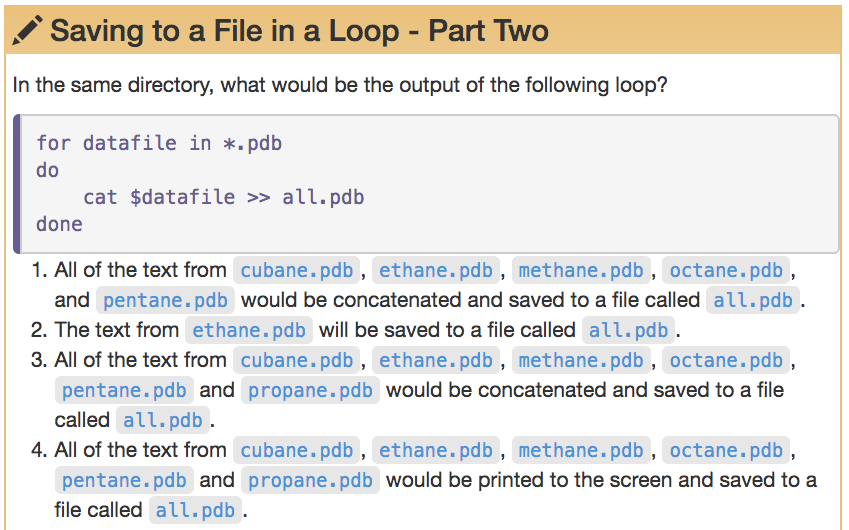 Saving to a File in a Loop - Part Two
In the same directory, what would be the output of the following loop?
for datafile in *.pdb
do
    cat $datafile >> all.pdb
done
1. All of the text from cubane.pdb , ethane.pdb , methane.pdb , octane.pdb ,
and pentane.pdb would be concatenated and saved to a file called all.pdb .
2. The text from ethane.pdb will be saved to a file called all.pdb .
3. All of the text from cubane.pdb , ethane.pdb , methane.pdb , octane.pdb ,
pentane.pdb and propane.pdb would be concatenated and saved to a file
called all.pdb .
4. All of the text from cubane.pdb , ethane.pdb , methane.pdb , octane.pdb ,
pentane.pdb and propane.pdb would be printed to the screen and saved to a
file called all.pdb .